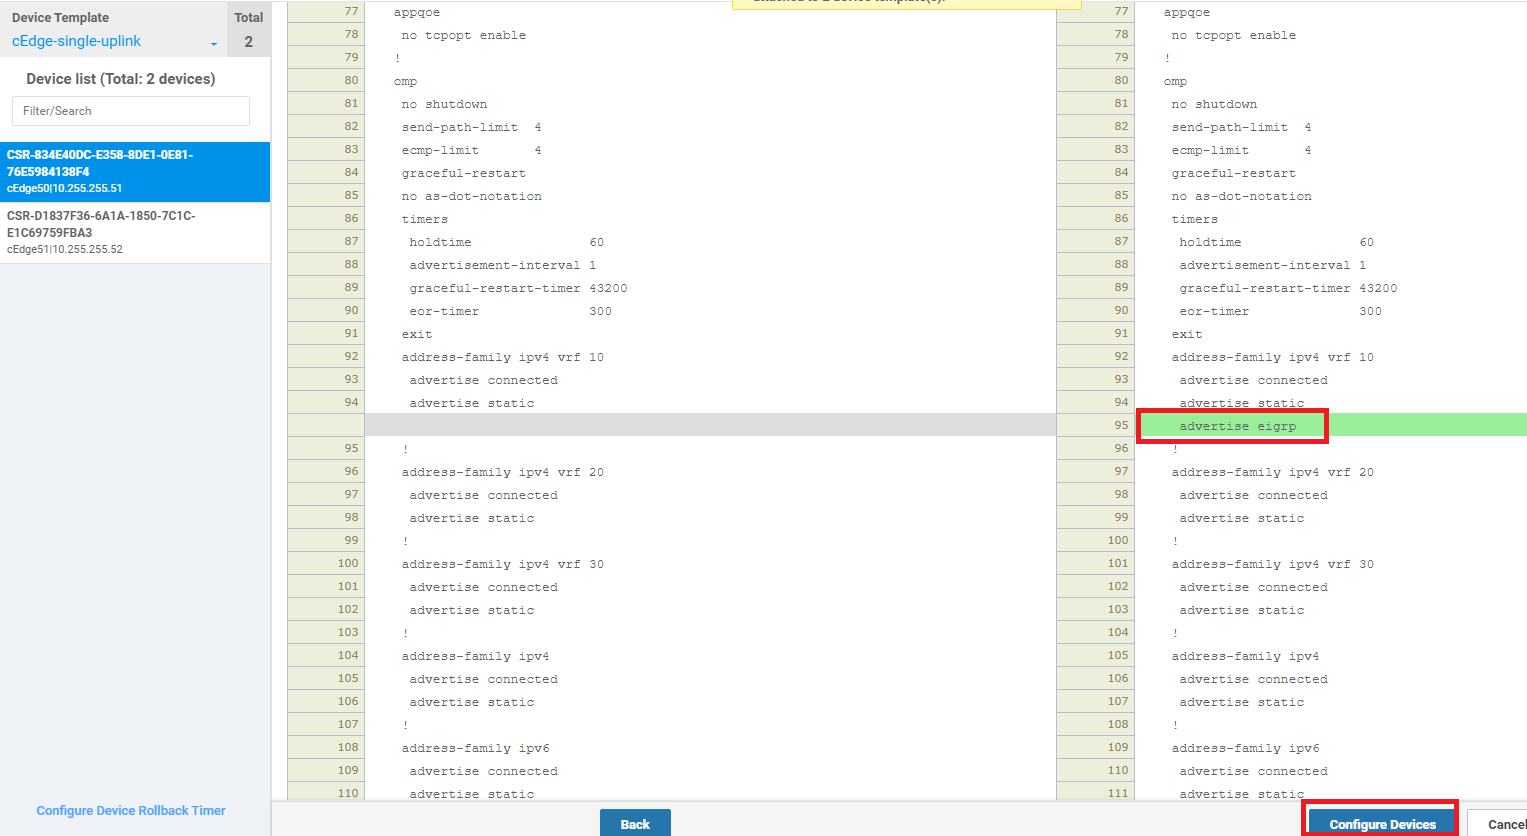 Device Template
Total
cEdge-single-uplink
2
Device list (Total: 2 devices)
Filter/Search
CSR-834E40DC-E358-8DE1-0E81-
76E5984138F4
cEdge50|10.255.255.51
CSR-D1837F36-6A1A-1850-7C1C-
E1C69759FBA3
cEdge51|10.255.255.52
Configure Device Rollback Timer
77 appqoe
78 no tcpopt enable
79 !
80 omp
81 no shutdown
82 send-path-limit 4
83 ecmp-limit 4
84 graceful-restart
85 no as-dot-notation
86 timers
87 holdtime 60
88 advertisement-interval 1
89 graceful-restart-timer 43200
90 eor-timer 300
91 exit
92 address-family ipv4 vrf 10
93 advertise connected
94 advertise static
95 !
96 address-family ipv4 vrf 20
97 advertise connected
98 advertise static
99 !
100 address-family ipv4 vrf 30
101 advertise connected
102 advertise static
103 !
104 address-family ipv4
105 advertise connected
106 advertise static
107 !
108 address-family ipv6
109 advertise connected
110 advertise static
77 appqoe
78 no tcpopt enable
79 !
80 omp
81 no shutdown
82 send-path-limit 4
83 ecmp-limit 4
84 graceful-restart
85 no as-dot-notation
86 timers
87 holdtime 60
88 advertisement-interval 1
89 graceful-restart-timer 43200
90 eor-timer 300
91 exit
92 address-family ipv4 vrf 10
93 advertise connected
94 advertise static
95 advertise eigrp
96 !
97 address-family ipv4 vrf 20
98 advertise connected
99 advertise static
100 !
101 address-family ipv4 vrf 30
102 advertise connected
103 advertise static
104 !
105 address-family ipv4
106 advertise connected
107 advertise static
108 !
109 address-family ipv6
110 advertise connected
111 advertise static
Back
Configure Devices
Cancel